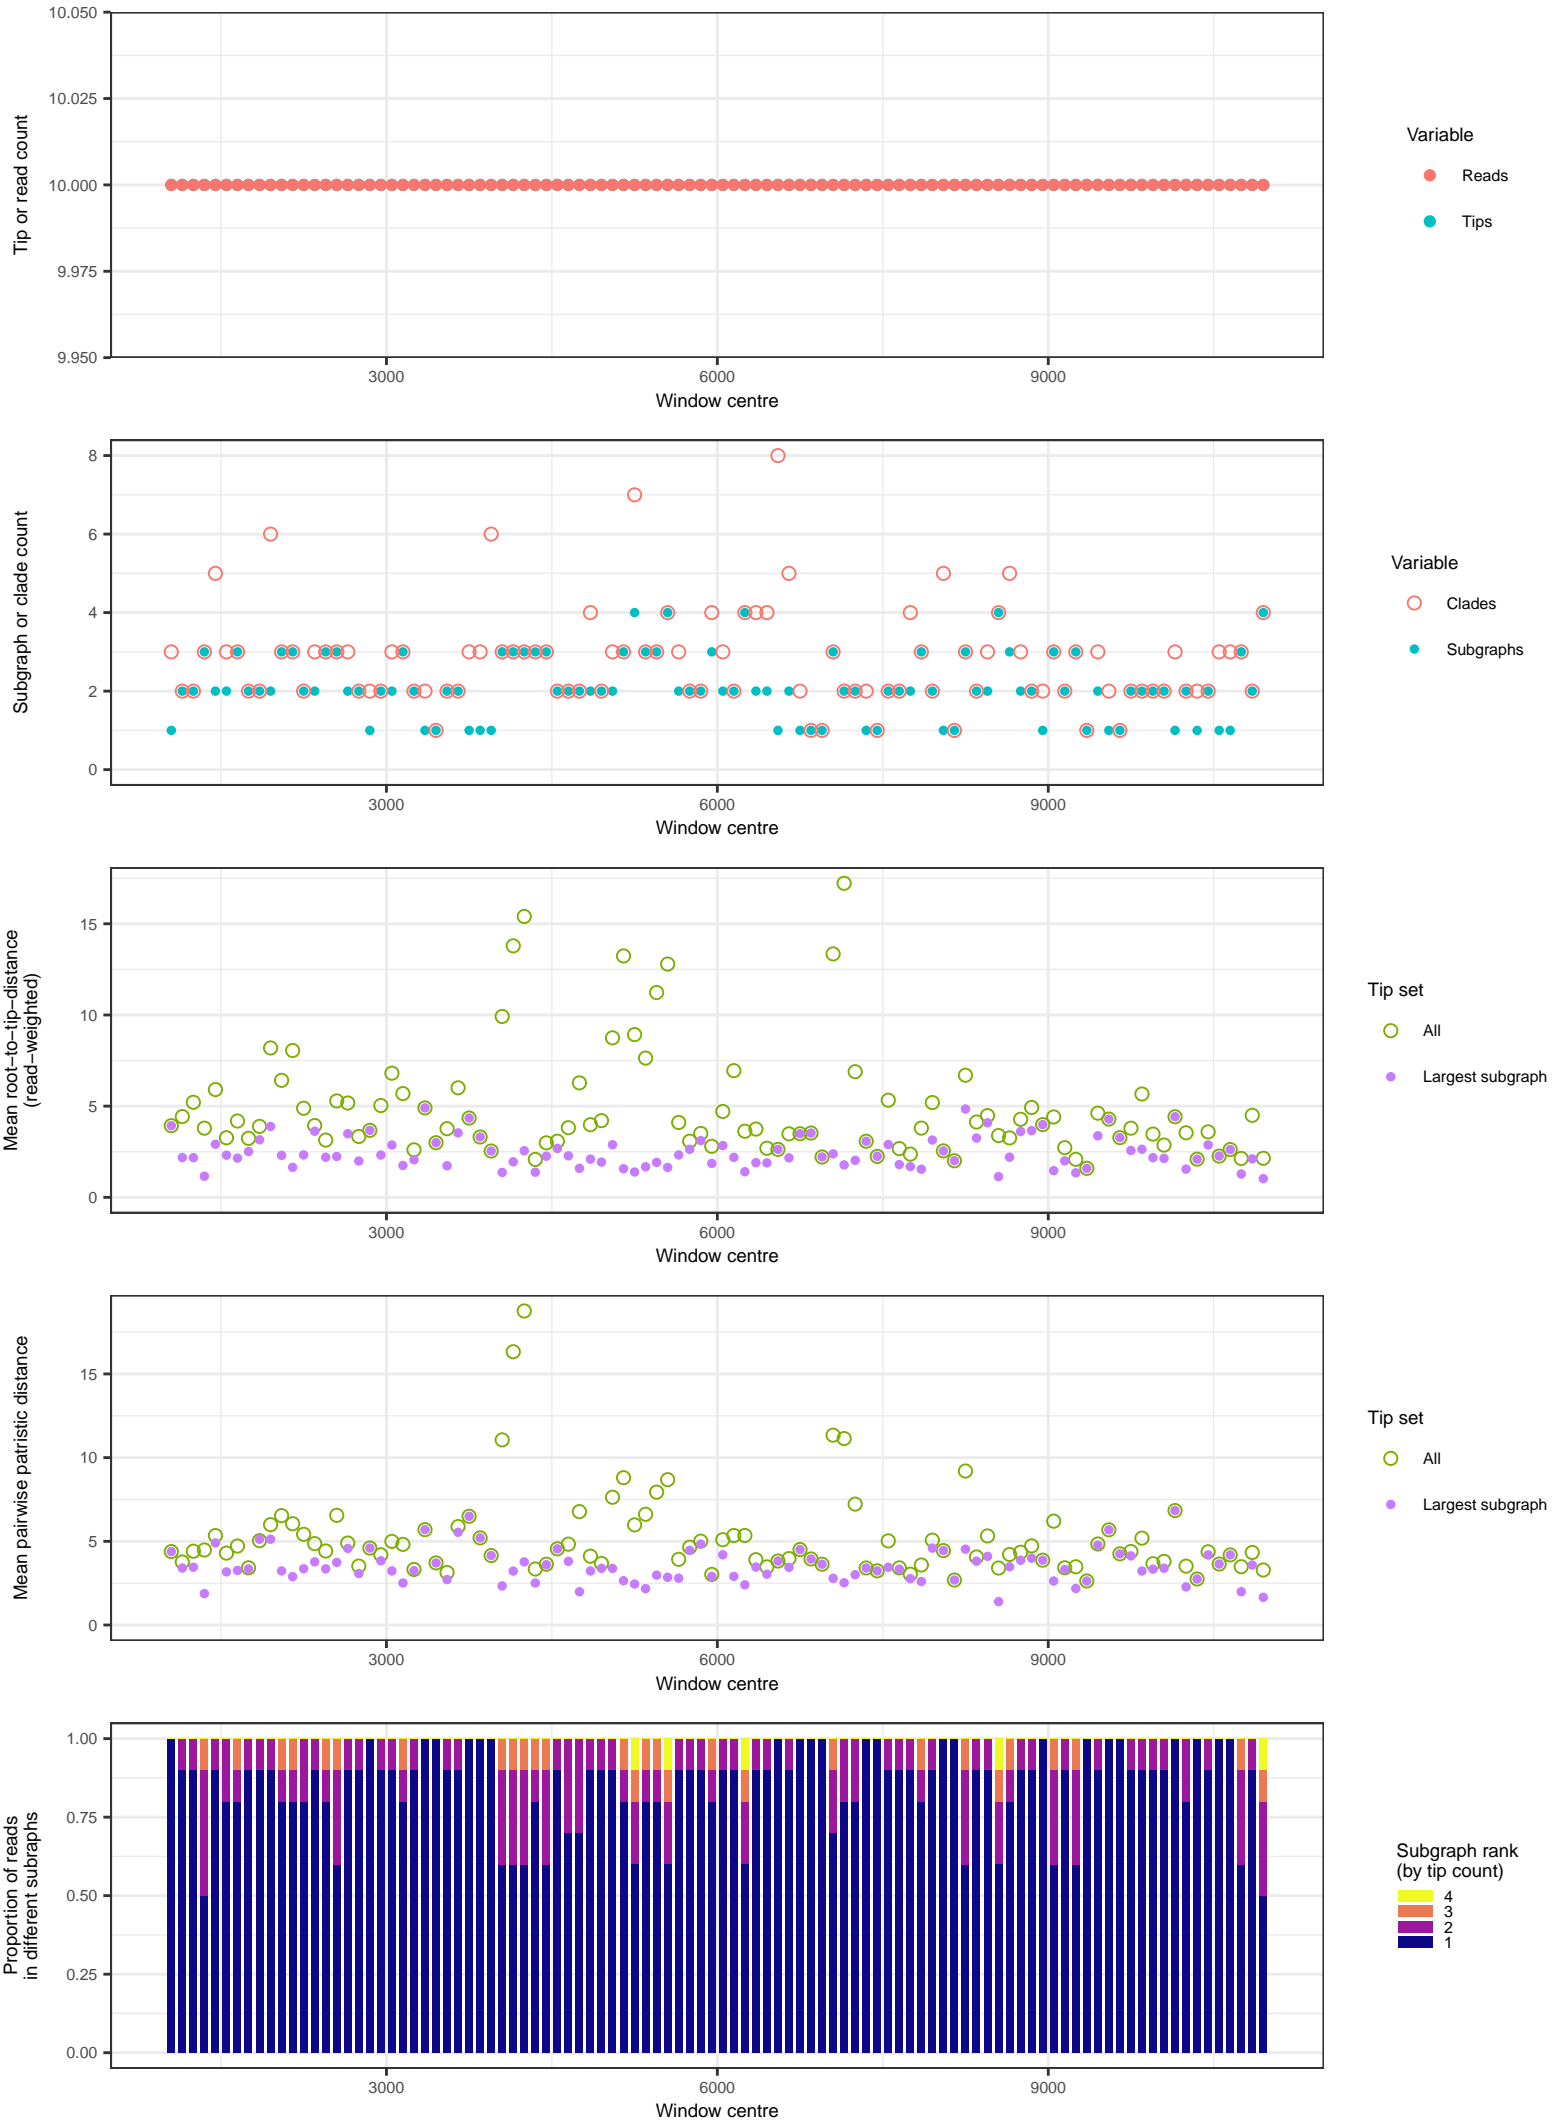 10.050
10.025
10.000
9.975
9.950
Tip or read count
3000
6000
9000
Window centre
Variable
Reads
Tips
8
6
4
2
0
Subgraph or clade count
3000
6000
9000
Window centre
Variable
Clades
Subgraphs
15
10
5
0
Mean root−to−tip−distance
(read−weighted)
3000
6000
9000
Window centre
Tip set
All
Largest subgraph
15
10
5
0
Mean pairwise patristic distance
3000
6000
9000
Window centre
Tip set
All
Largest subgraph
1.00
0.75
0.50
0.25
0.00
Proportion of reads
in different subraphs
3000
6000
9000
Window centre
Subgraph rank
(by tip count)
4
3
2
1